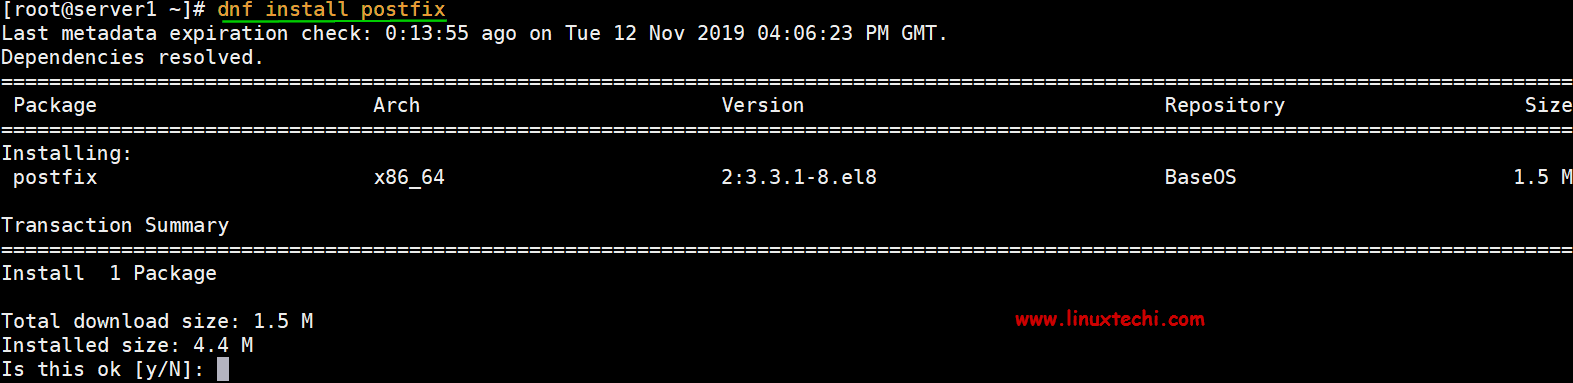 [root@server1 ~]# dnf install postfix
Last metadata expiration check: 0:13:55 ago on Tue 12 Nov 2019 04:06:23 PM GMT.
Dependencies resolved.
===================================================================================================================================
Package Arch Version Repository Size
===================================================================================================================================
Installing:
postfix x86_64 2:3.3.1-8.el8 BaseOS 1.5 M
Transaction Summary
===================================================================================================================================
Install 1 Package
Total download size: 1.5 M
www.linuxtechi.com
Installed size: 4.4 M
Is this ok [y/N]: